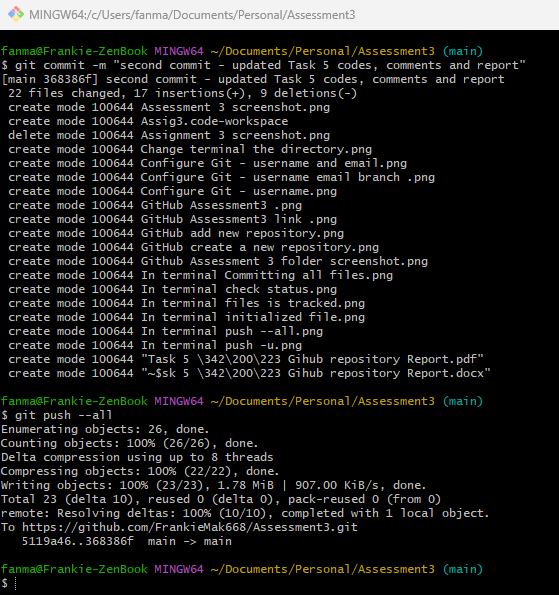 MINGW64:/c/Users/fanma/Documents/Personal/Assessment3
fanma@Frankie-ZenBook MINGW64 ~/Documents/Personal/Assessment3 (main)
$ git commit -m "second commit - updated Task 5 codes, comments and report"
[main 368386f] second commit - updated Task 5 codes, comments and report
22 files changed, 17 insertions(+), 9 deletions(-)
create mode 100644 Assessment 3 screenshot.png
create mode 100644 Assig3.code-workspace
delete mode 100644 Assignment 3 screenshot.png
create mode 100644 Change terminal the directory.png
create mode 100644 Configure Git - username and email.png
create mode 100644 Configure Git - username email branch .png
create mode 100644 Configure Git - username.png
create mode 100644 GitHub Assessment3 .png
create mode 100644 GitHub Assessment3 link .png
create mode 100644 GitHub add new repository.png
create mode 100644 GitHub create a new repository.png
create mode 100644 Github Assessment 3 folder screenshot.png
create mode 100644 In terminal Committing all files.png
create mode 100644 In terminal check status.png
create mode 100644 In terminal files is tracked.png
create mode 100644 In terminal initialized file.png
create mode 100644 In terminal push --all.png
create mode 100644 In terminal push -u.png
create mode 100644 "Task 5 \342\200\223 Gihub repository Report.pdf"
create mode 100644 "~$sk 5 \342\200\223 Gihub repository Report.docx"
fanma@Frankie-ZenBook MINGW64 ~/Documents/Personal/Assessment3 (main)
$ git push --all
Enumerating objects: 26, done.
Counting objects: 100% (26/26), done.
Delta compression using up to 8 threads
Compressing objects: 100% (22/22), done.
Writing objects: 100% (23/23), 1.78 MiB | 907.00 KiB/s, done.
Total 23 (delta 10), reused 0 (delta 0), pack-reused 0 (from 0)
remote: Resolving deltas: 100% (10/10), completed with 1 local object.
To https://github.com/FrankieMak668/Assessment3.git
5119a46..368386f  main -> main
fanma@Frankie-ZenBook MINGW64 ~/Documents/Personal/Assessment3 (main)
$